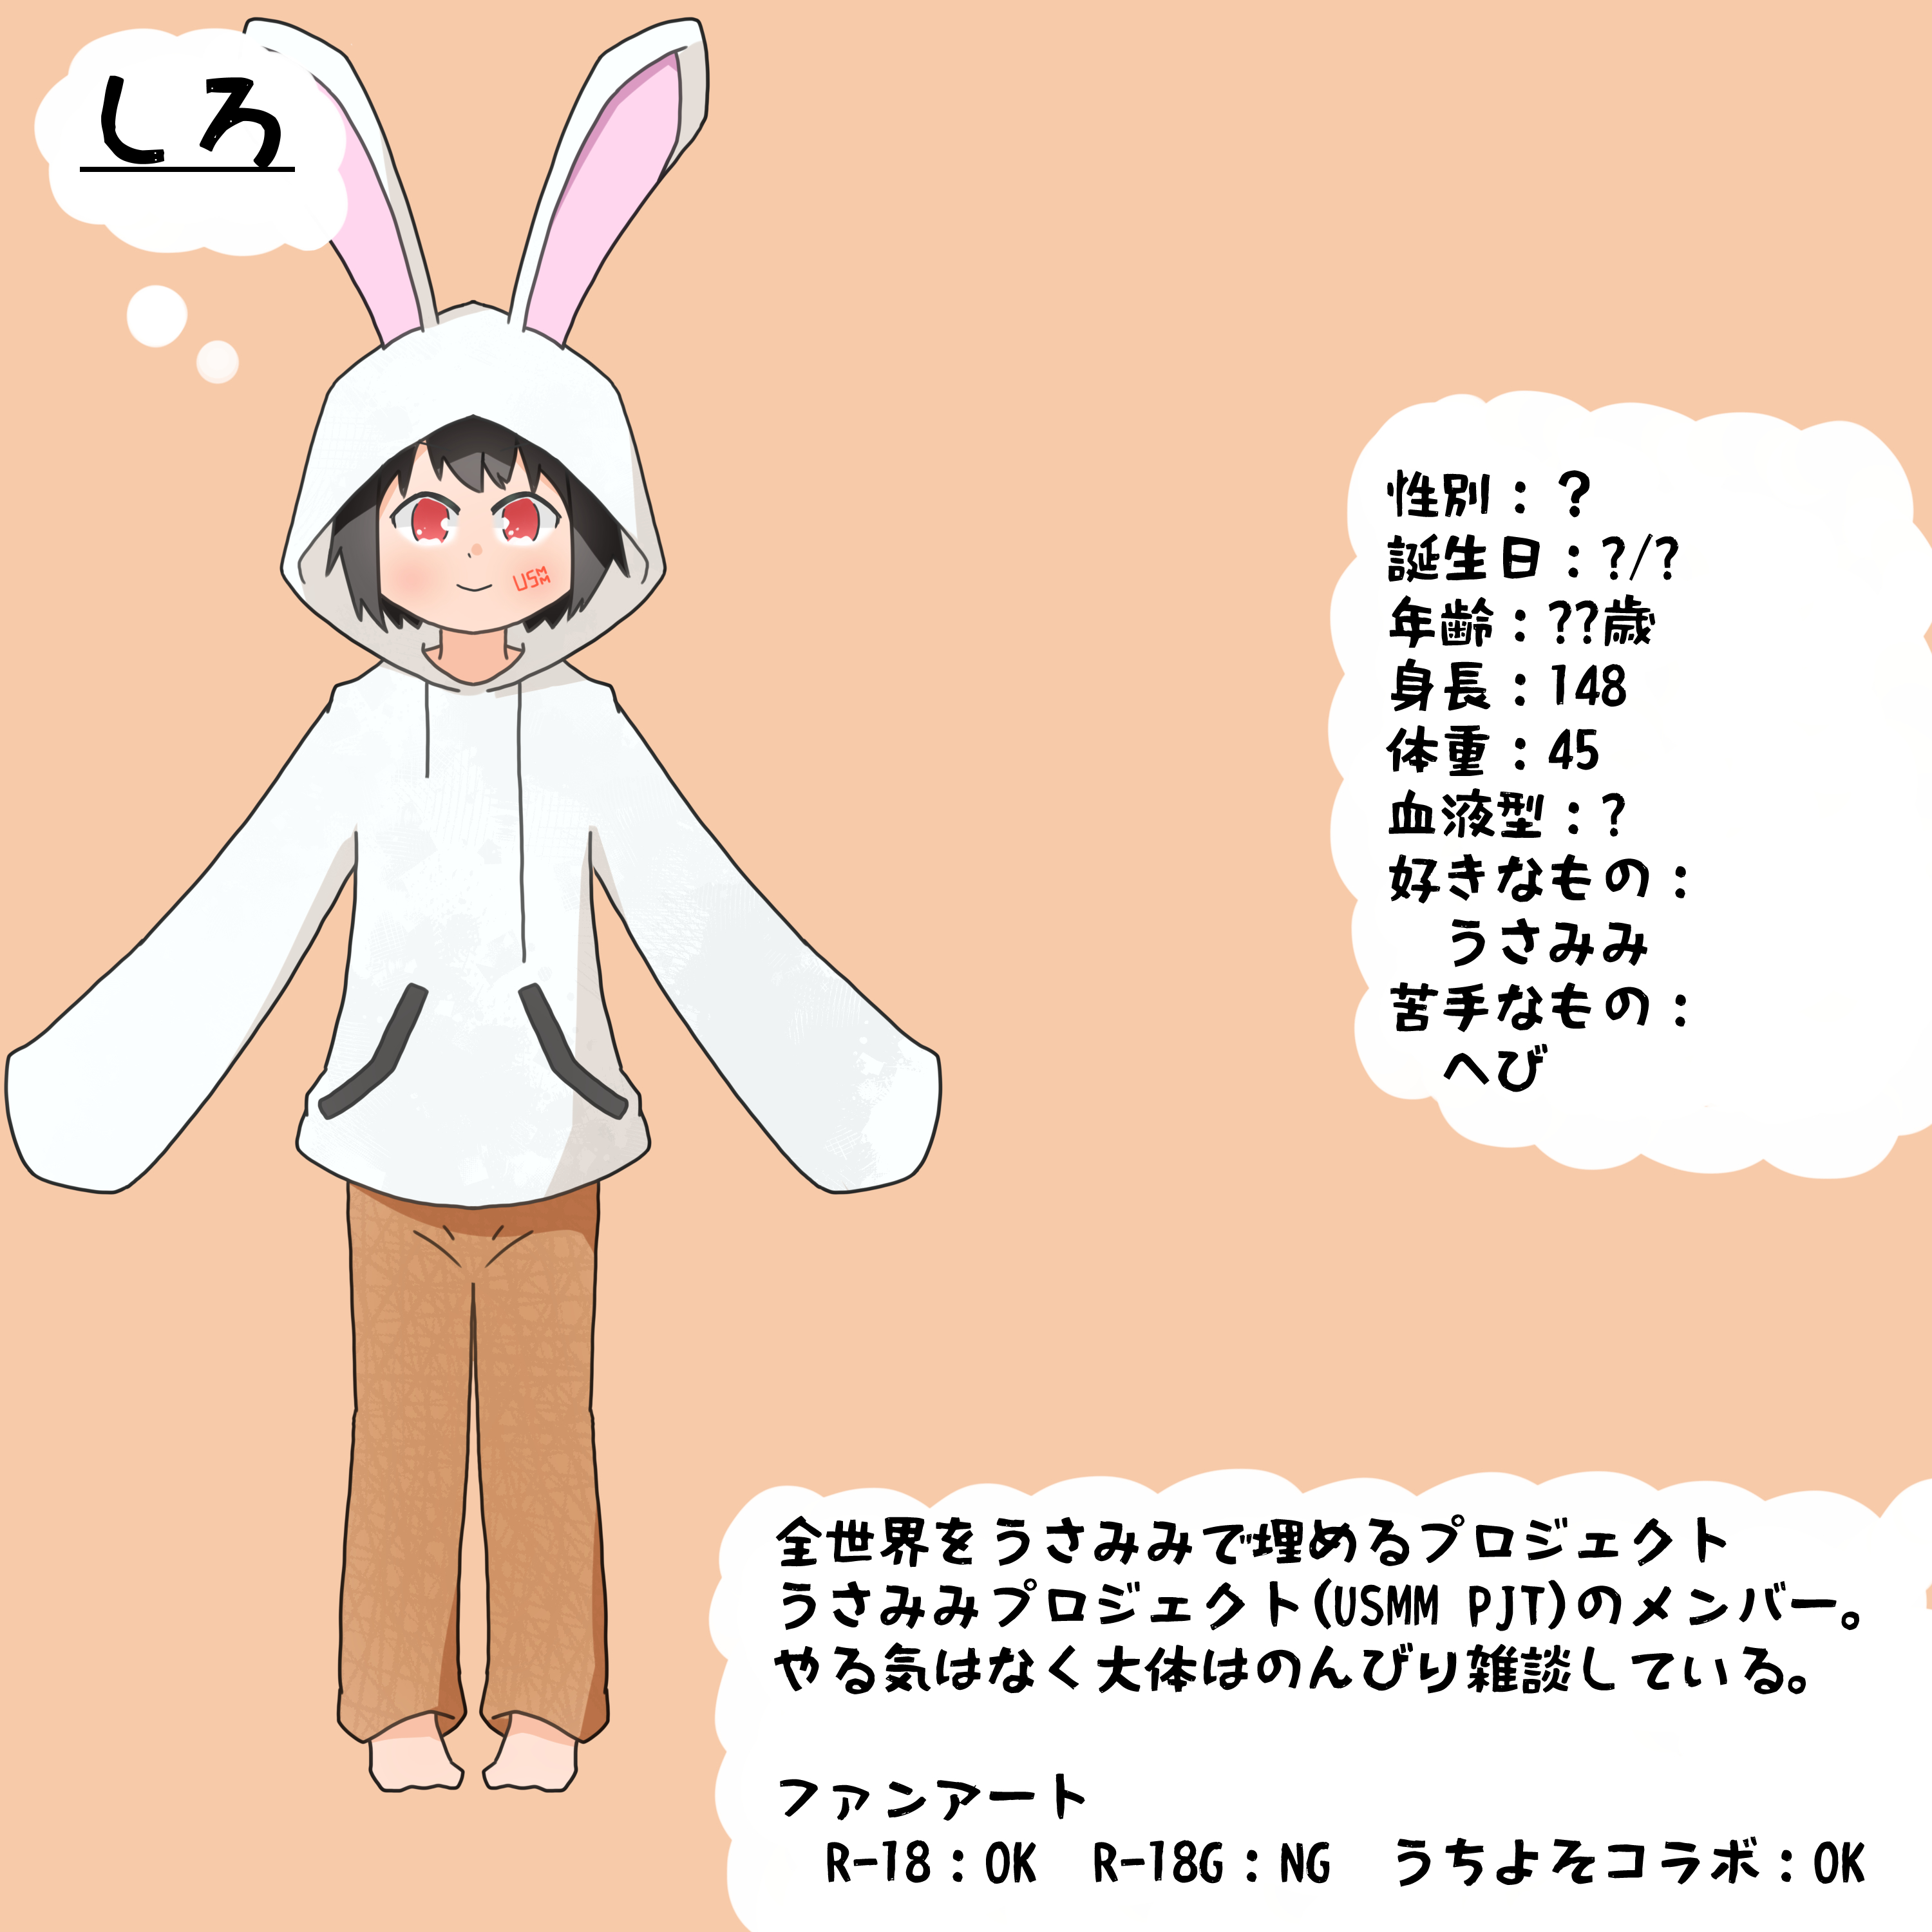 しろ
USMM
性別：？
誕生日：?/?
年齢：??歳
身長：148
体重：45
血液型：?
好きなもの：
うさみみ
苦手なもの：
へび
全世界をうさみみで埋めるプロジェクト
うさみみプロジェクト(USMM PJT)のメンバー。
やる気はなく大体はのんびり雑談している。
ファンアート
R-18：OK　R-18G：NG　うちよそコラボ：OK